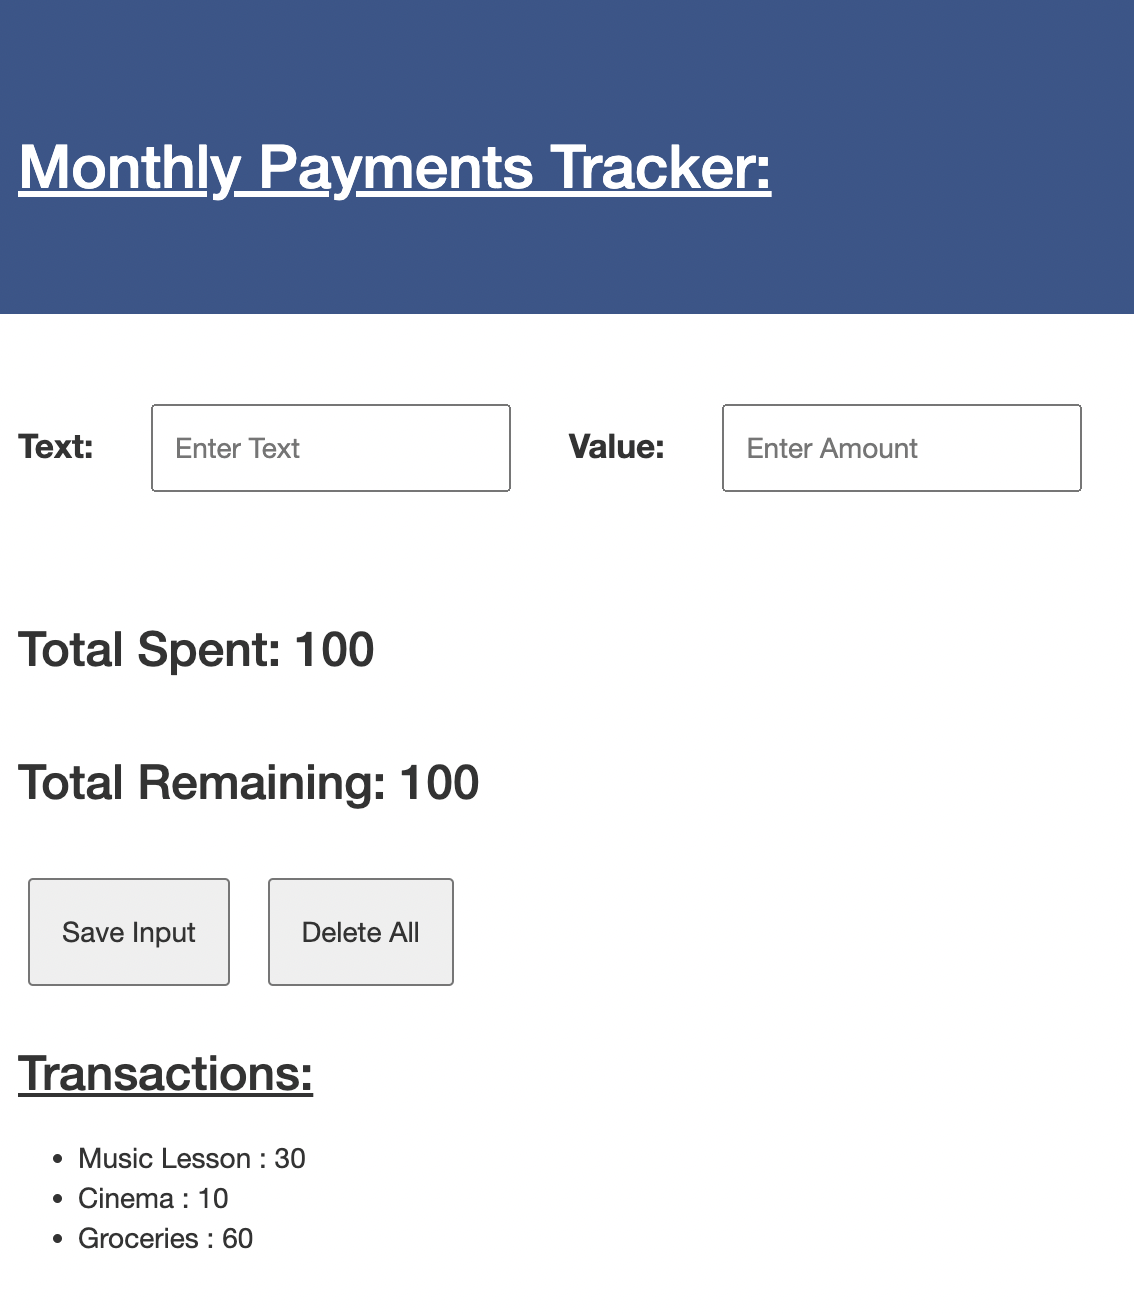 Monthly Payments Tracker:
Text: Enter Text Value: Enter Amount
Total Spent: 100
Total Remaining: 100
Save Input Delete All
Transactions:
• Music Lesson : 30
• Cinema : 10
• Groceries : 60